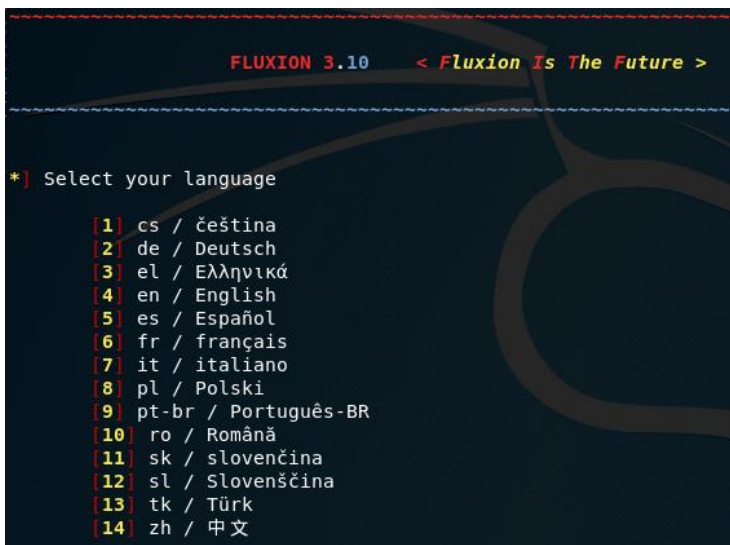 FLUXION 3.10 < Fluxion Is The Future >
*] Select your language
[1] cs / čeština
[2] de / Deutsch
[3] el / Ελληνικά
[4] en / English
[5] es / Español
[6] fr / français
[7] it / italiano
[8] pl / Polski
[9] pt-br / Português-BR
[10] ro / Română
[11] sk / slovenčina
[12] sl / Slovenščina
[13] tk / Türk
[14] zh / 中文